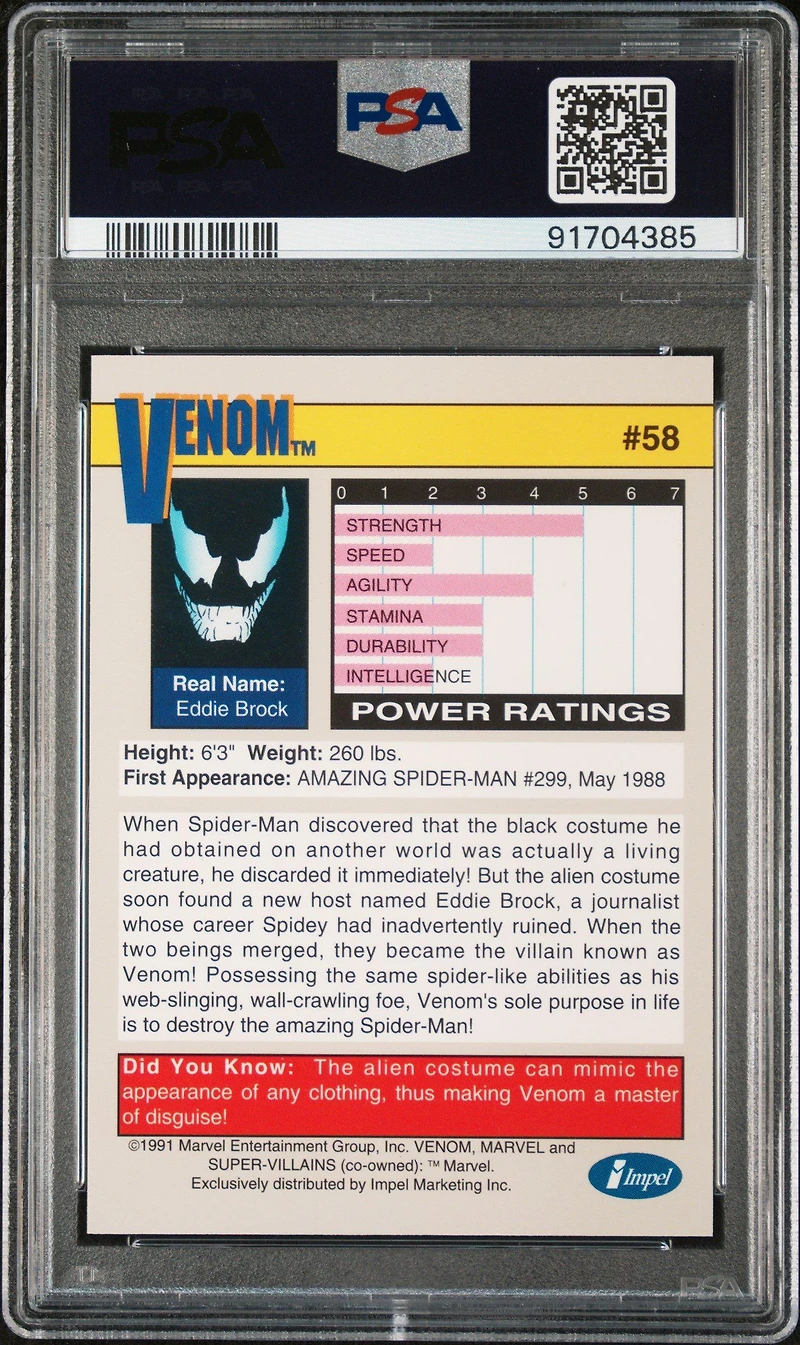 PSA
PSA
91704385
VENOM™
#58
0 1 2 3 4 5 6 7
STRENGTH
SPEED
AGILITY
STAMINA
DURABILITY
INTELLIGENCE
POWER RATINGS
Real Name:
Eddie Brock
Height: 6'3" Weight: 260 lbs.
First Appearance: AMAZING SPIDER-MAN #299, May 1988
When Spider-Man discovered that the black costume he
had obtained on another world was actually a living
creature, he discarded it immediately! But the alien costume
soon found a new host named Eddie Brock, a journalist
whose career Spidey had inadvertently ruined. When the
two beings merged, they became the villain known as
Venom! Possessing the same spider-like abilities as his
web-slinging, wall-crawling foe, Venom's sole purpose in life
is to destroy the amazing Spider-Man!
Did You Know: The alien costume can mimic the
appearance of any clothing, thus making Venom a master
of disguise!
©1991 Marvel Entertainment Group, Inc. VENOM, MARVEL and
SUPER-VILLAINS (co-owned): ™ Marvel.
Exclusively distributed by Impel Marketing Inc.
Impel
PSA